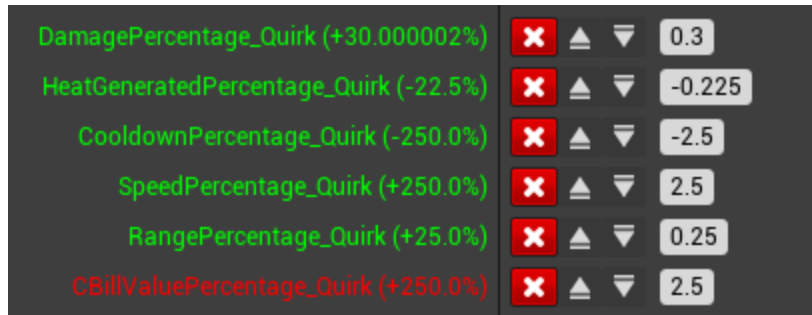 DamagePercentage_Quirk (+30.000002%) 0.3
HeatGeneratedPercentage_Quirk (-22.5%) -0.225
CooldownPercentage_Quirk (-250.0%) -2.5
SpeedPercentage_Quirk (+250.0%) 2.5
RangePercentage_Quirk (+25.0%) 0.25
CBillValuePercentage_Quirk (+250.0%) 2.5